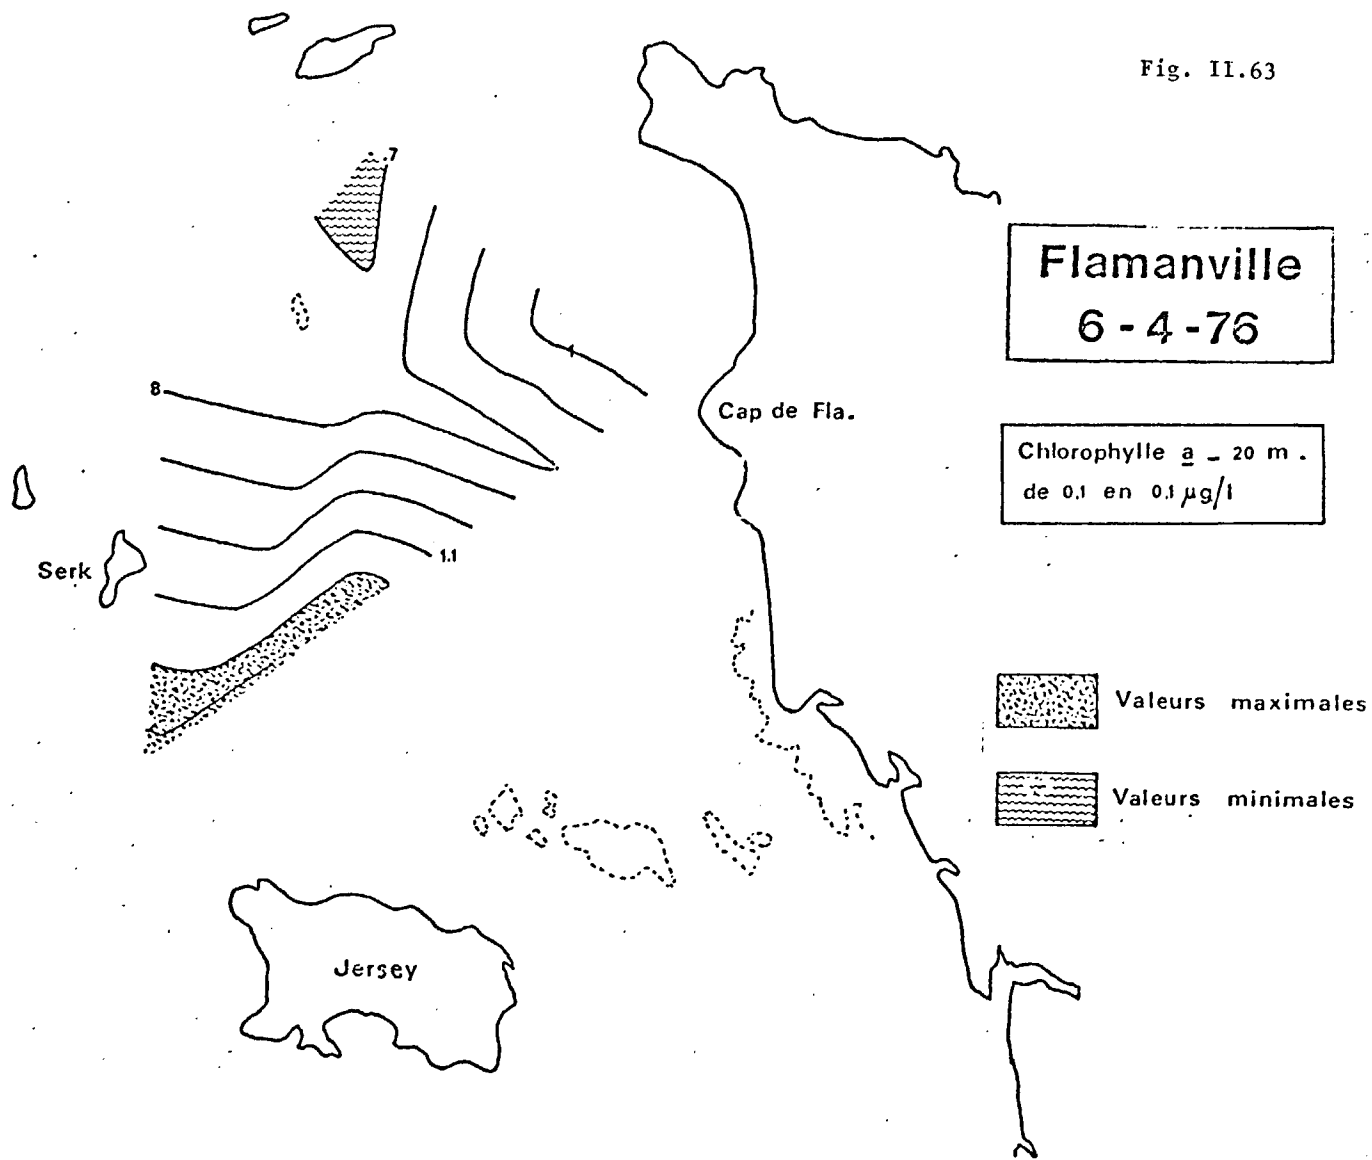 Fig. II.63
.7
Flamanville
6-4-76
1
8
Cap de Fla.
Chlorophylle a - 20 m.
de 0.1 en 0.1 µg/l
1.1
Serk
Valeurs maximales
Valeurs minimales
Jersey